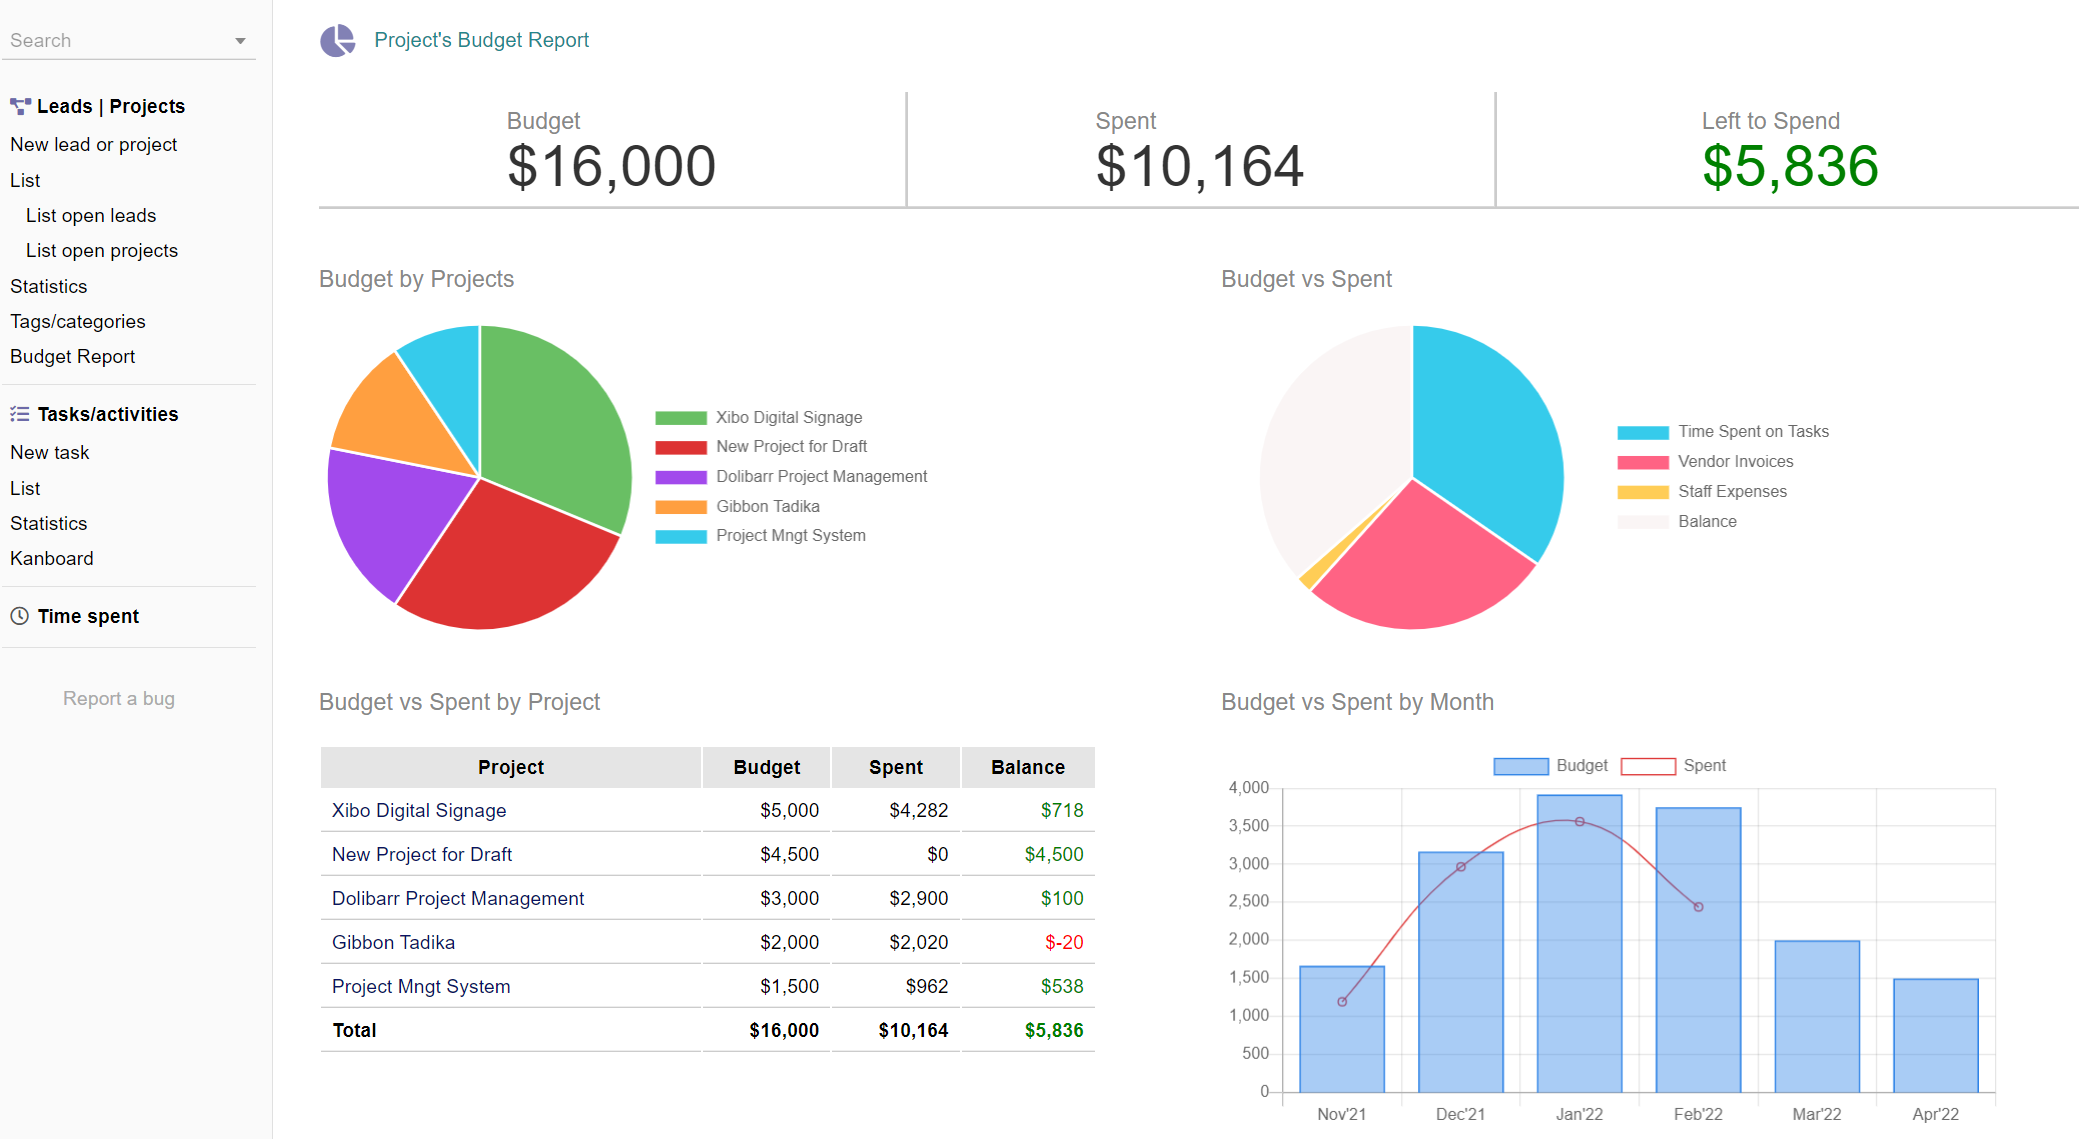 Search
Leads | Projects
New lead or project
List
List open leads
List open projects
Statistics
Tags/categories
Budget Report
Tasks/activities
New task
List
Statistics
Kanboard
Time spent
Report a bug
Project's Budget Report
Budget
$16,000
Spent
$10,164
Left to Spend
$5,836
Budget by Projects
Xibo Digital Signage
New Project for Draft
Dolibarr Project Management
Gibbon Tadika
Project Mngt System
Budget vs Spent
Time Spent on Tasks
Vendor Invoices
Staff Expenses
Balance
Budget vs Spent by Project
Project Budget Spent Balance
Xibo Digital Signage $5,000 $4,282 $718
New Project for Draft $4,500 $0 $4,500
Dolibarr Project Management $3,000 $2,900 $100
Gibbon Tadika $2,000 $2,020 $-20
Project Mngt System $1,500 $962 $538
Total $16,000 $10,164 $5,836
Budget vs Spent by Month
Budget Spent
4,000
3,500
3,000
2,500
2,000
1,500
1,000
500
0
Nov'21 Dec'21 Jan'22 Feb'22 Mar'22 Apr'22